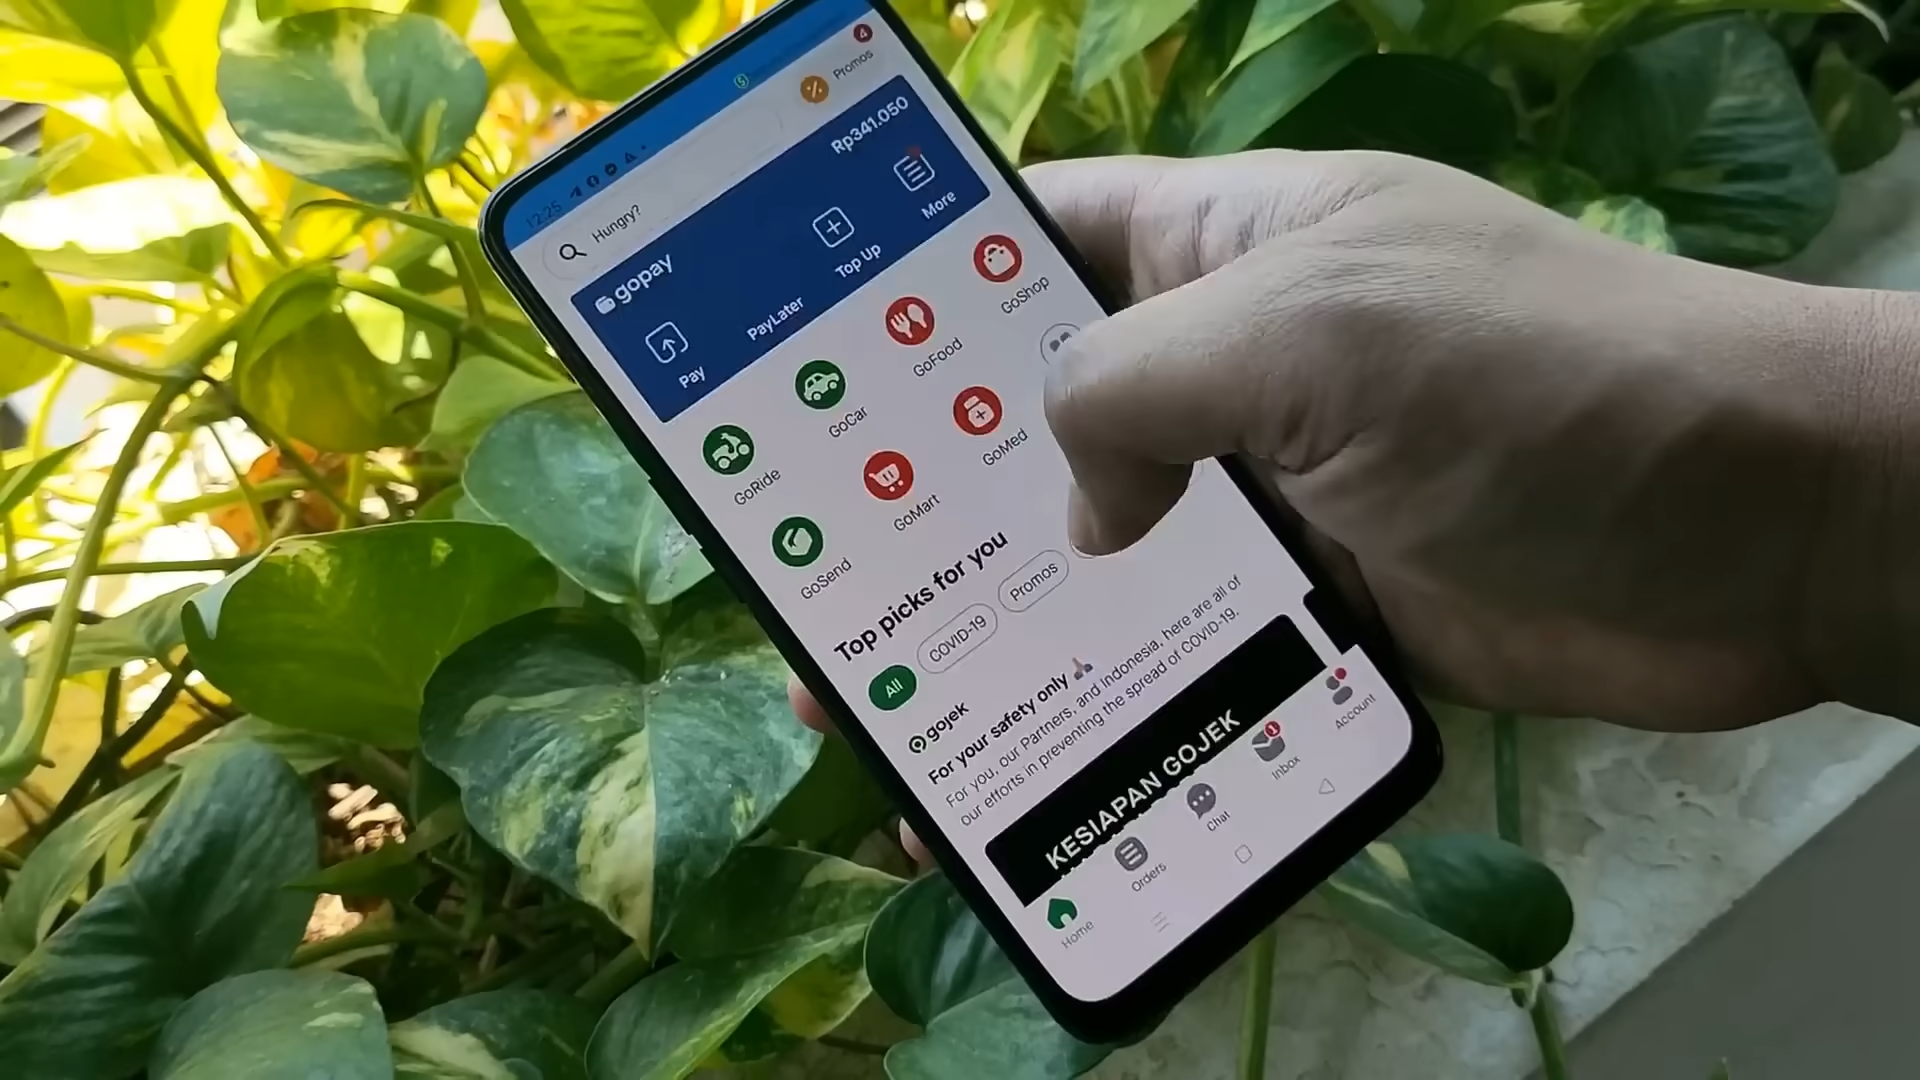 12:25
Hungry?
Promos
4
gopay
Rp341.050
Pay
PayLater
Top Up
More
GoRide
GoCar
GoFood
GoShop
GoSend
GoMart
GoMed
Top picks for you
All
COVID-19
Promos
gojek
For your safety only
For you, our Partners, and Indonesia, here are all of
our efforts in preventing the spread of COVID-19.
KESIAPAN GOJEK
Home
Orders
Chat
Inbox
1
Account